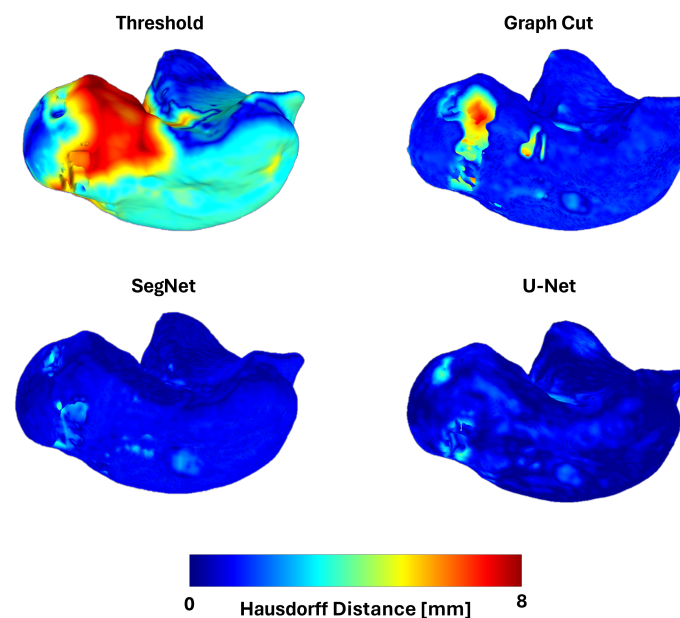 Threshold
Graph Cut
SegNet
U-Net
0
Hausdorff Distance [mm]
8